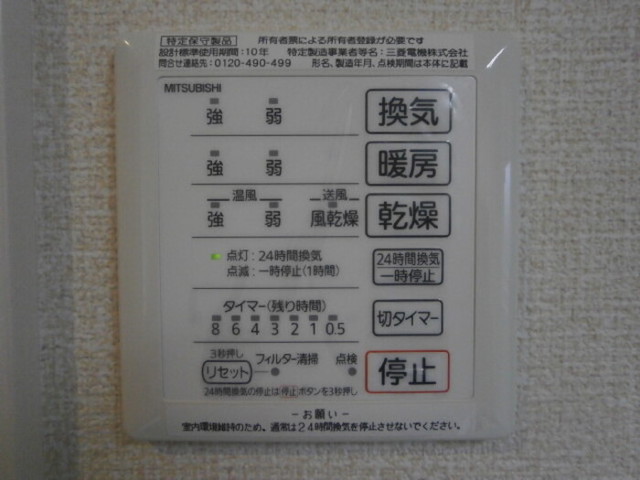 特定保守製品 所有者票による所有者登録が必要です
設計標準使用期間:10年 特定製造事業者等名:三菱電機株式会社
問合せ連絡先:0120-490-499 形名、製造年月、点検期間は本体に記載
MITSUBISHI
強 弱 換気
強 弱 暖房
温風 送風
強 弱 風乾燥 乾燥
点灯:24時間換気
点滅:一時停止(1時間)
24時間換気
一時停止
タイマー(残り時間)
8 6 4 3 2 1 0.5
切タイマー
3秒押し
リセット フィルター清掃 点検
停止
24時間換気の停止は停止ボタンを3秒押し
-お願い-
室内環境維持のため、通常は24時間換気を停止させないでください。